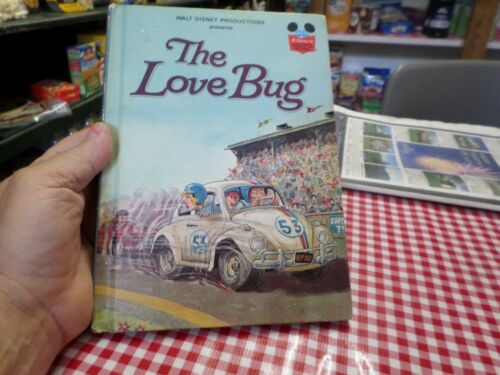 WALT DISNEY PRODUCTIONS
presents
The
Love Bug
53
53